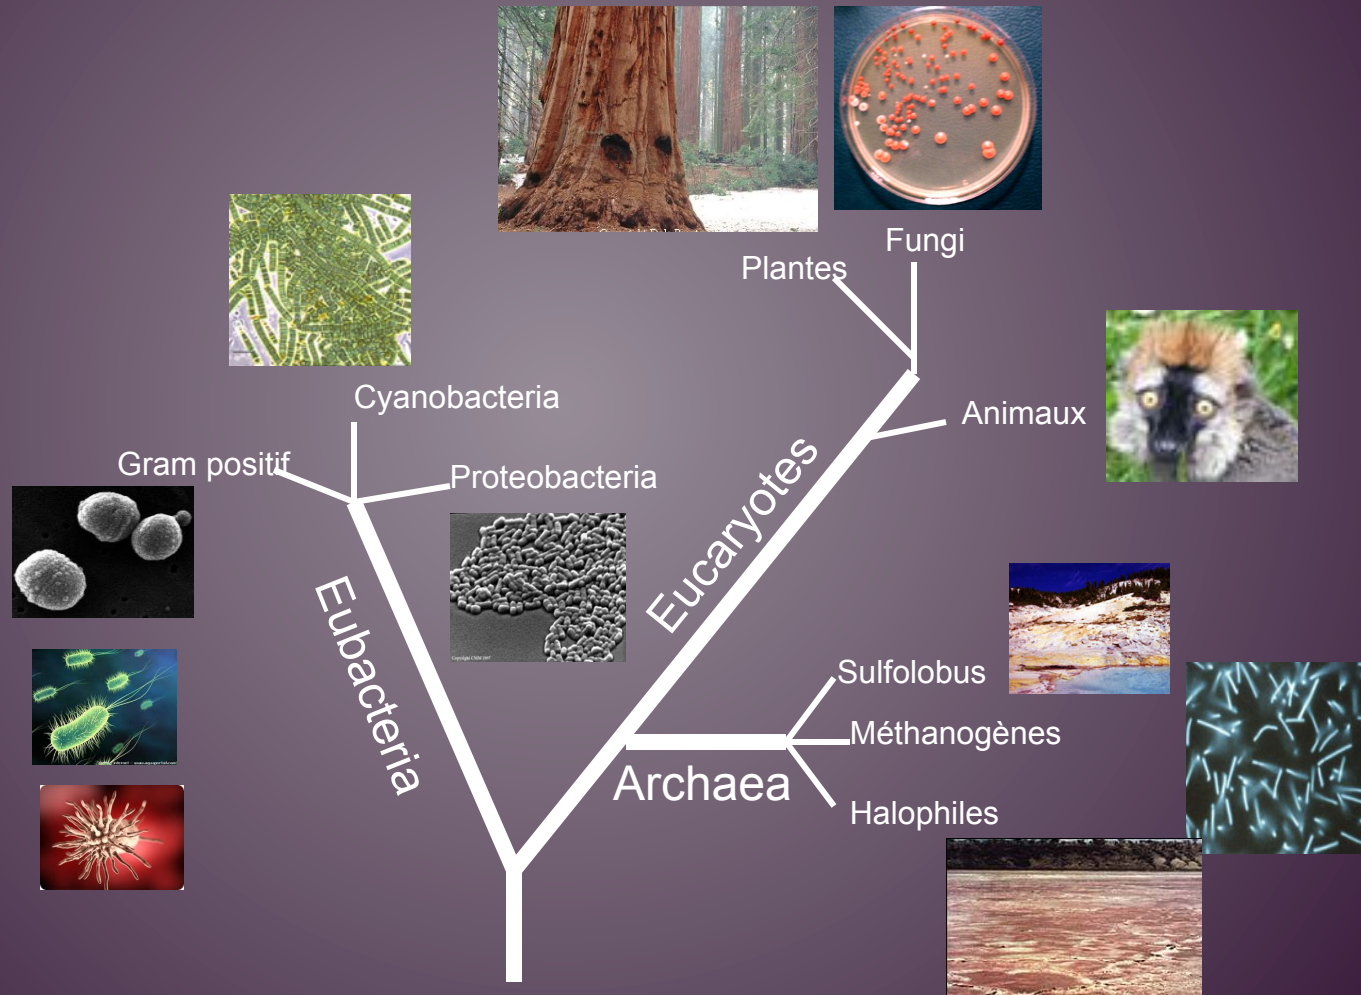 Fungi
Plantes
Animaux
Cyanobacteria
Gram positif
Proteobacteria
Eucaryotes
Eubacteria
Sulfolobus
Méthanogènes
Archaea
Halophiles